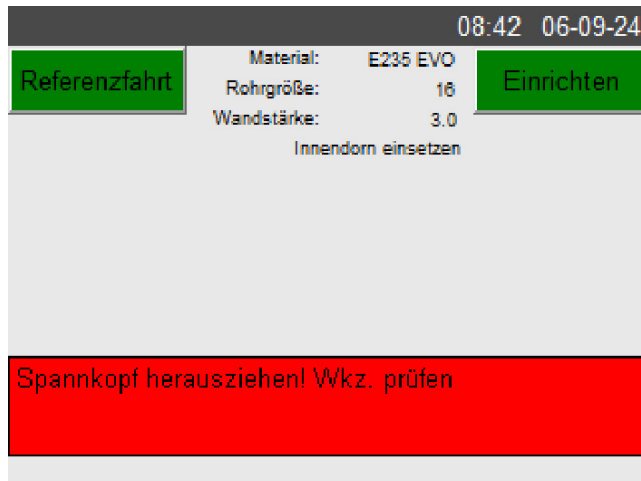 08:42 06-09-24
Referenzfahrt
Material: E235 EVO
Rohrgröße: 16
Wandstärke: 3.0
Innendorn einsetzen
Einrichten
Spannkopf herausziehen! Wkz. prüfen